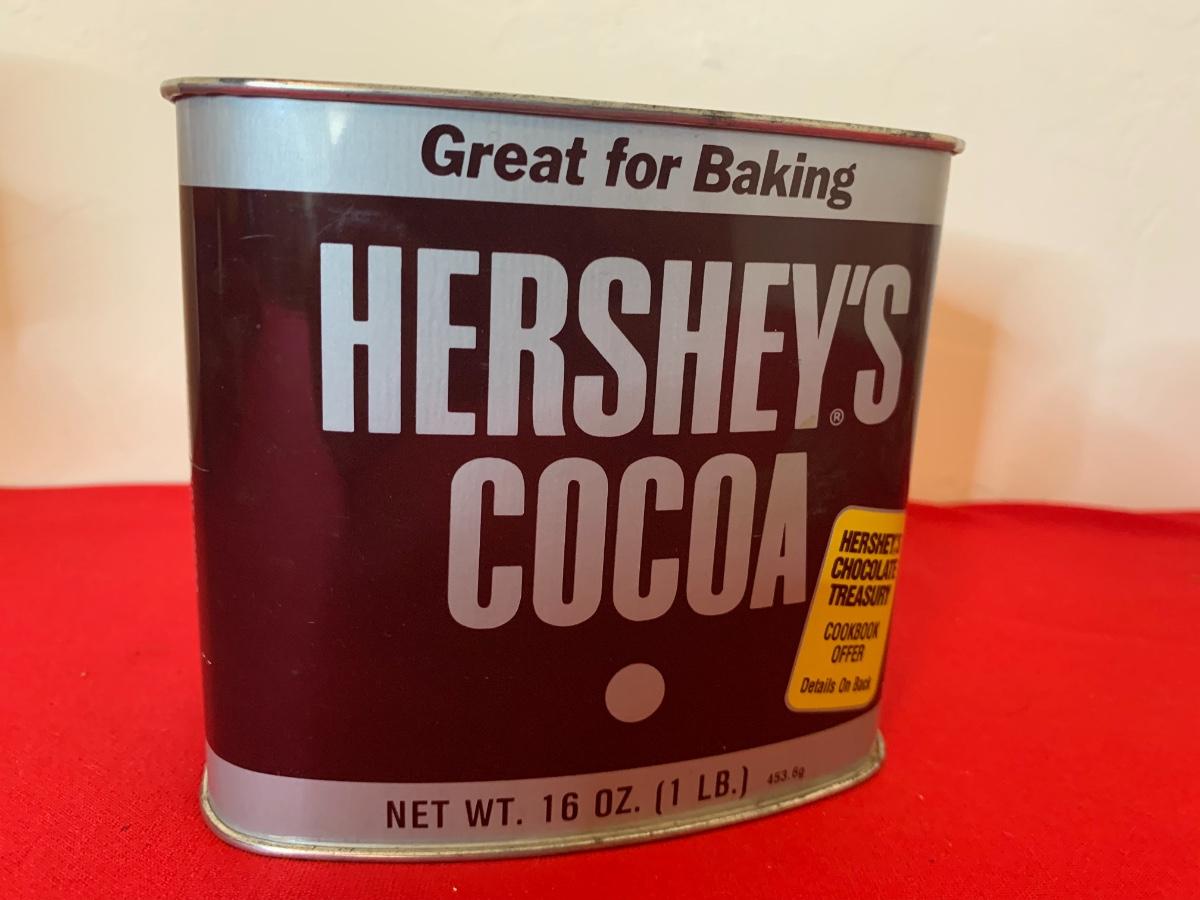 Great for Baking
HERSHEY'S®
COCOA
HERSHEY'S
CHOCOLATE
TREASURY
COOKBOOK
OFFER
Details On Back
NET WT. 16 OZ. (1 LB.) 453.6g